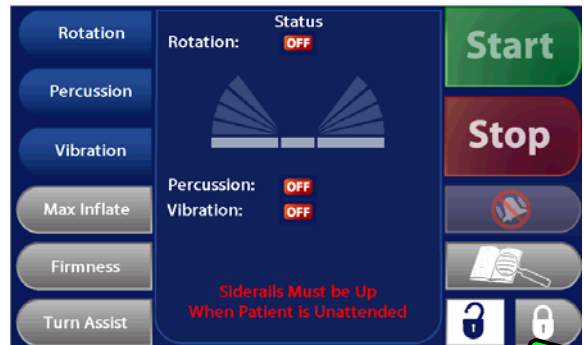 Rotation
Percussion
Vibration
Max Inflate
Firmness
Turn Assist
Status
Rotation: OFF
Percussion: OFF
Vibration: OFF
Siderails Must be Up
When Patient is Unattended
Start
Stop